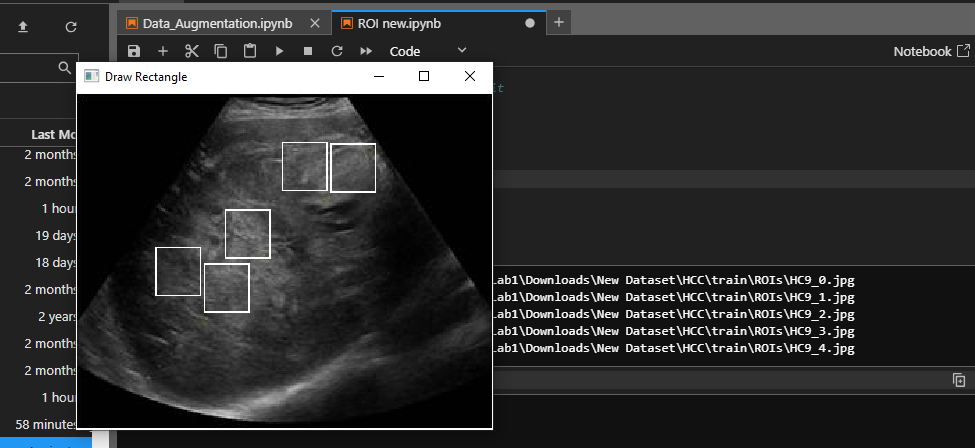 Data_Augmentation.ipynb
ROI new.ipynb
Code
Notebook
Draw Rectangle
Last Mo
2 months
2 months
1 hour
19 days
18 days
2 months
2 years
2 months
2 months
1 hour
58 minutes
ab1\Downloads\New Dataset\HCC\train\ROIs\HC9_0.jpg
ab1\Downloads\New Dataset\HCC\train\ROIs\HC9_1.jpg
ab1\Downloads\New Dataset\HCC\train\ROIs\HC9_2.jpg
ab1\Downloads\New Dataset\HCC\train\ROIs\HC9_3.jpg
ab1\Downloads\New Dataset\HCC\train\ROIs\HC9_4.jpg